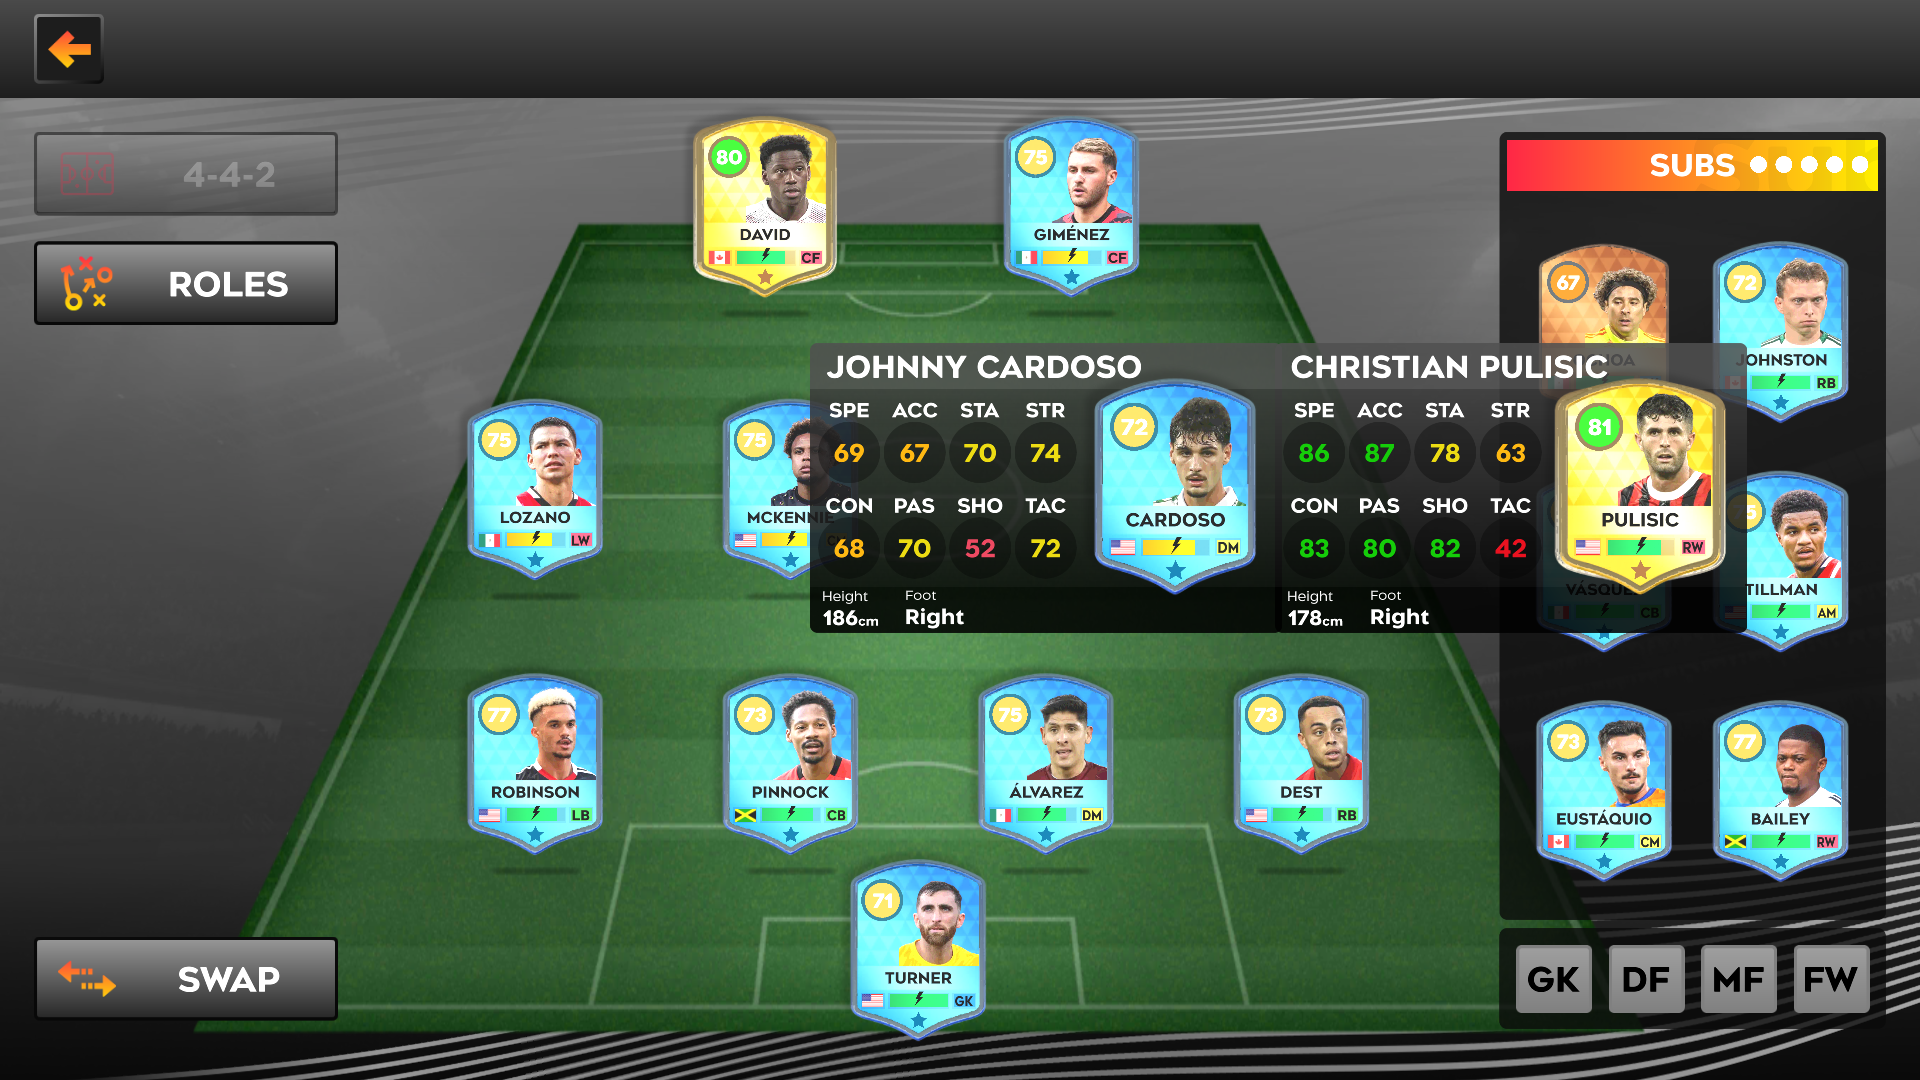 4-4-2
ROLES
SWAP
80
DAVID
CF
75
GIMÉNEZ
CF
SUBS
67
72
JOHNSTON
RB
75
LOZANO
LW
75
MCKENNIE
JOHNNY CARDOSO
SPE ACC STA STR
69 67 70 74
CON PAS SHO TAC
68 70 52 72
Height Foot
186cm Right
72
CARDOSO
DM
CHRISTIAN PULISIC
SPE ACC STA STR
86 87 78 63
CON PAS SHO TAC
83 80 82 42
Height Foot
178cm Right
81
PULISIC
RW
VÁSQUEZ
CB
TILLMAN
AM
77
ROBINSON
LB
73
PINNOCK
CB
75
ÁLVAREZ
DM
73
DEST
RB
73
EUSTÁQUIO
CM
77
BAILEY
RW
71
TURNER
GK
GK DF MF FW